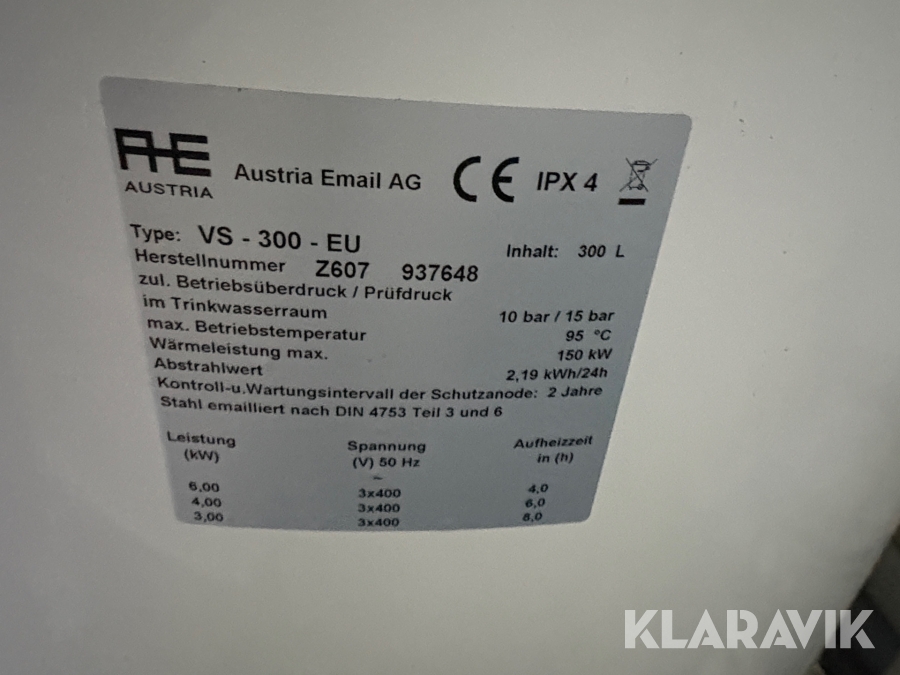 AHE
AUSTRIA
Austria Email AG
CE
IPX 4
Type: VS - 300 - EU
Inhalt: 300 L
Herstellnummer Z607 937648
zul. Betriebsüberdruck / Prüfdruck
im Trinkwasserraum 10 bar / 15 bar
max. Betriebstemperatur 95 °C
Wärmeleistung max. 150 kW
Abstrahlwert 2,19 kWh/24h
Kontroll-u.Wartungsintervall der Schutzanode: 2 Jahre
Stahl emailliert nach DIN 4753 Teil 3 und 6
Leistung Spannung Aufheizzeit
(kW) (V) 50 Hz in (h)
~
6,00 3x400 4,0
4,00 3x400 6,0
3,00 3x400 8,0
KLARAVIK